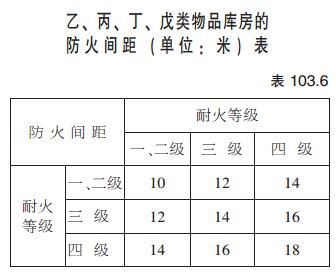 乙、丙、丁、戊类物品库房的
防火间距(单位:米)表
表 103.6
防火间距 耐火等级
一、二级 三级 四级
耐火等级 一、二级 10 12 14
三级 12 14 16
四级 14 16 18